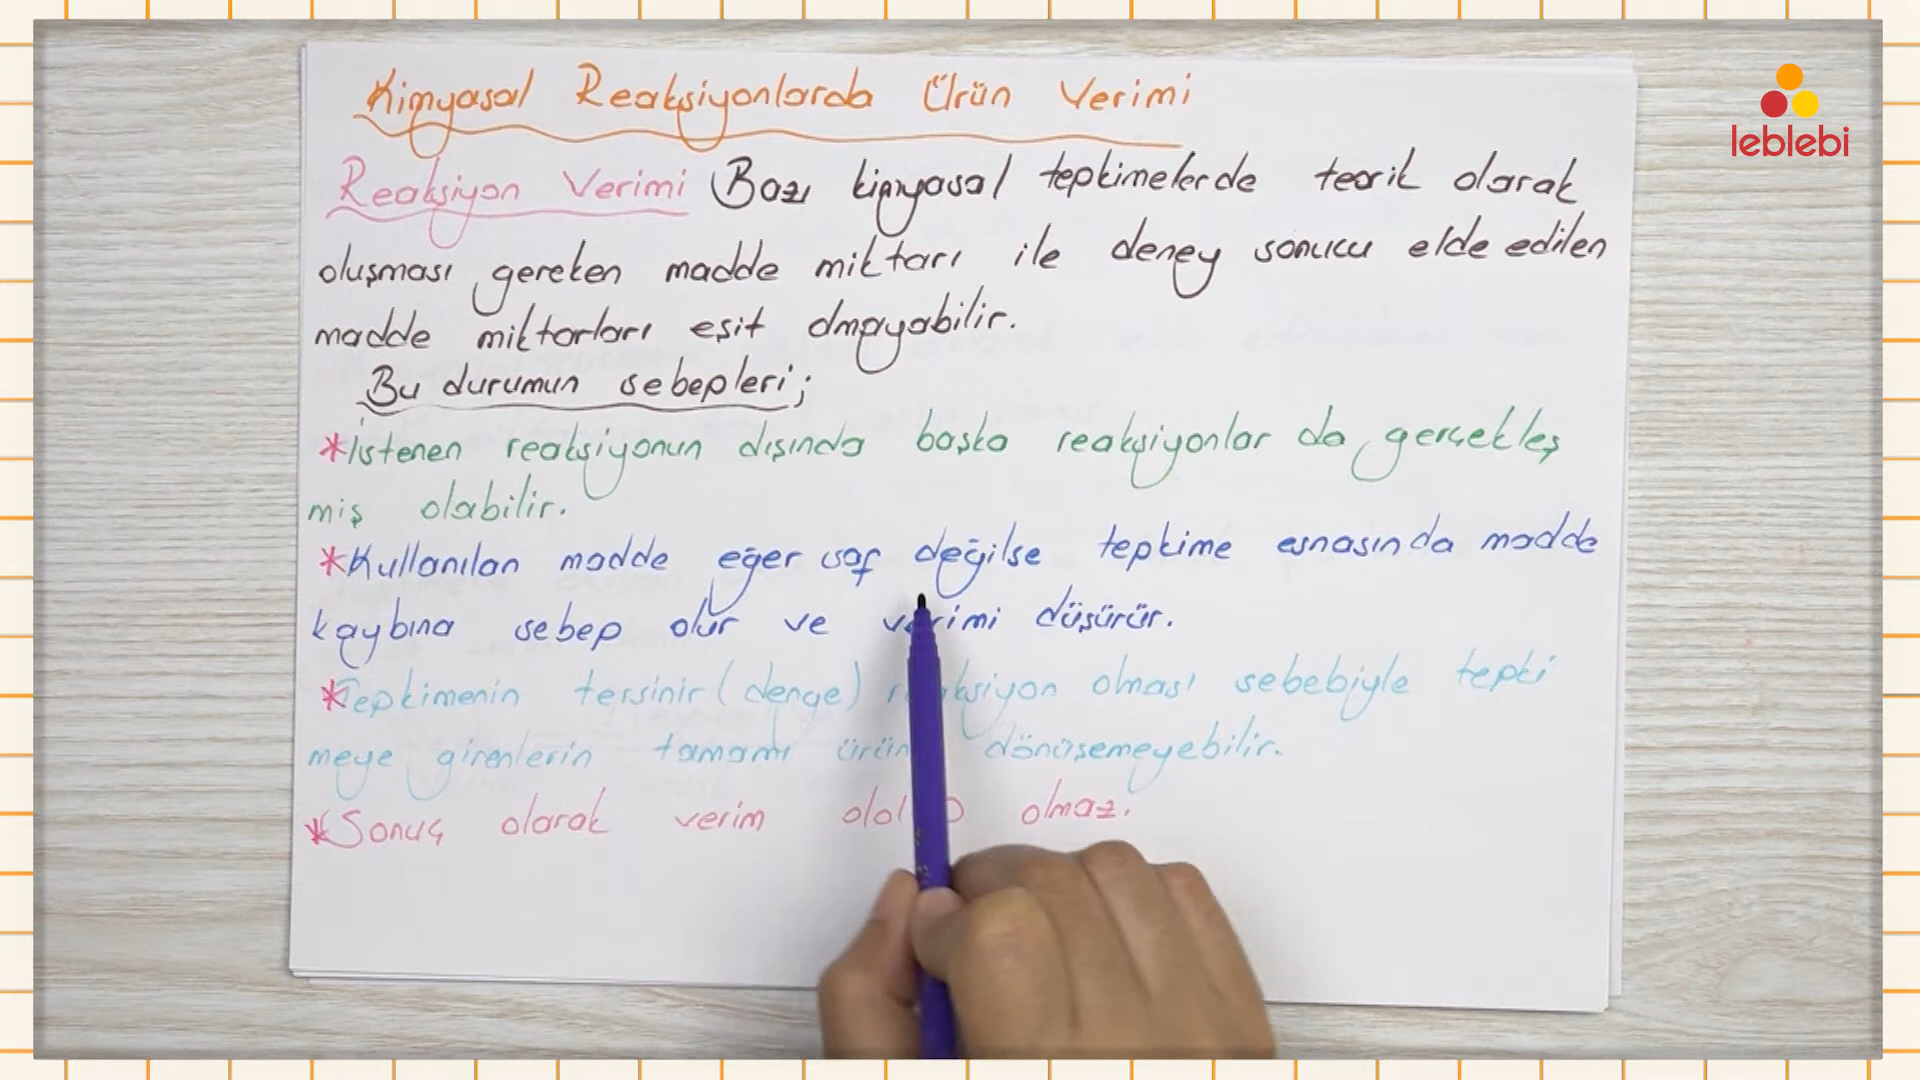 Kimyasal Reaksiyonlarda Ürün Verimi
leblebi
Reaksiyon Verimi Bazı kimyasal tepkimelerde teorik olarak
oluşması gereken madde miktarı ile deney sonucu elde edilen
madde miktarları eşit olmayabilir.
Bu durumun sebepleri;
*İstenen reaksiyonun dışında başka reaksiyonlar da gerçekleş
miş olabilir.
*Kullanılan madde eğer saf değilse tepkime esnasında madde
kaybına sebep olur ve verimi düşürür.
*Tepkimenin tersinir (denge) reaksiyon olması sebebiyle tepki
meye girenlerin tamamı ürün dönüşemeyebilir.
*Sonuç olarak verim olmaz.